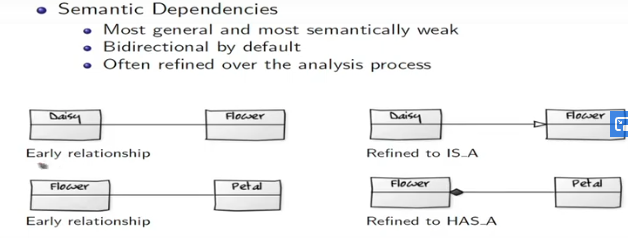 Semantic Dependencies
Most general and most semantically weak
Bidirectional by default
Often refined over the analysis process
Daisy Flower Daisy Flower
Early relationship Refined to IS_A
Flower Petal Flower Petal
Early relationship Refined to HAS_A